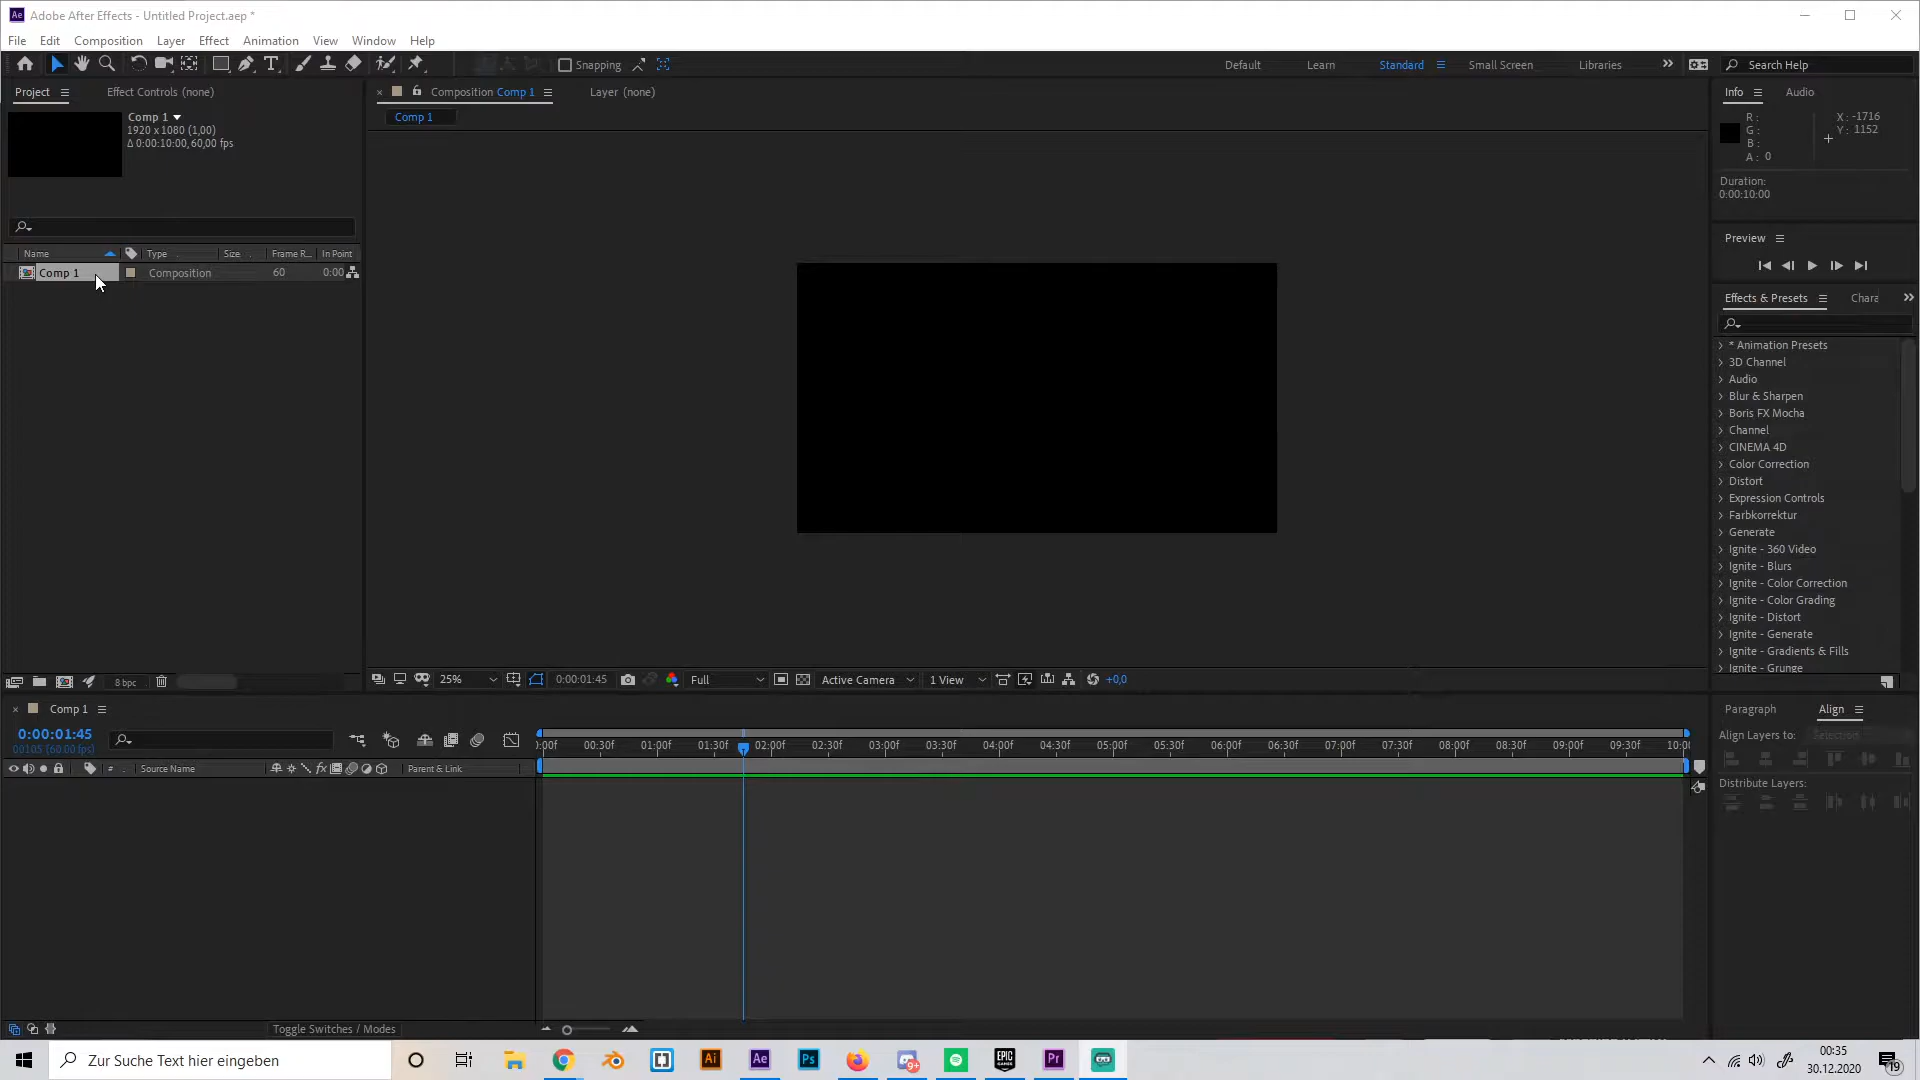 Adobe After Effects - Untitled Project.aep *
File Edit Composition Layer Effect Animation View Window Help
Snapping Default Learn Standard Small Screen Libraries Search Help
Project Effect Controls (none)
Comp 1
1920 x 1080 (1,00)
Δ 0:00:10:00, 60,00 fps
Name Type Size Frame R... In Point
Comp 1 Composition 60 0:00
8 bpc
Composition Comp 1 Layer (none)
Comp 1
25% 0:00:01:45 Full Active Camera 1 View +0,0
Info Audio
R :
G :
B :
A : 0
X : -1716
Y : 1152
Duration:
0:00:10:00
Preview
Effects & Presets Chara
* Animation Presets
3D Channel
Audio
Blur & Sharpen
Boris FX Mocha
Channel
CINEMA 4D
Color Correction
Distort
Expression Controls
Farbkorrektur
Generate
Ignite - 360 Video
Ignite - Blurs
Ignite - Color Correction
Ignite - Color Grading
Ignite - Distort
Ignite - Generate
Ignite - Gradients & Fills
Ignite - Grunge
Comp 1
0:00:01:45
00105 (60.00 fps)
# Source Name fx Parent & Link
):00f 00:30f 01:00f 01:30f 02:00f 02:30f 03:00f 03:30f 04:00f 04:30f 05:00f 05:30f 06:00f 06:30f 07:00f 07:30f 08:00f 08:30f 09:00f 09:30f 10:00
Toggle Switches / Modes
Paragraph Align
Align Layers to: Selection
Distribute Layers:
Zur Suche Text hier eingeben
Ai Ae Ps 9+ EPIC GAMES Pr
00:35
30.12.2020
19